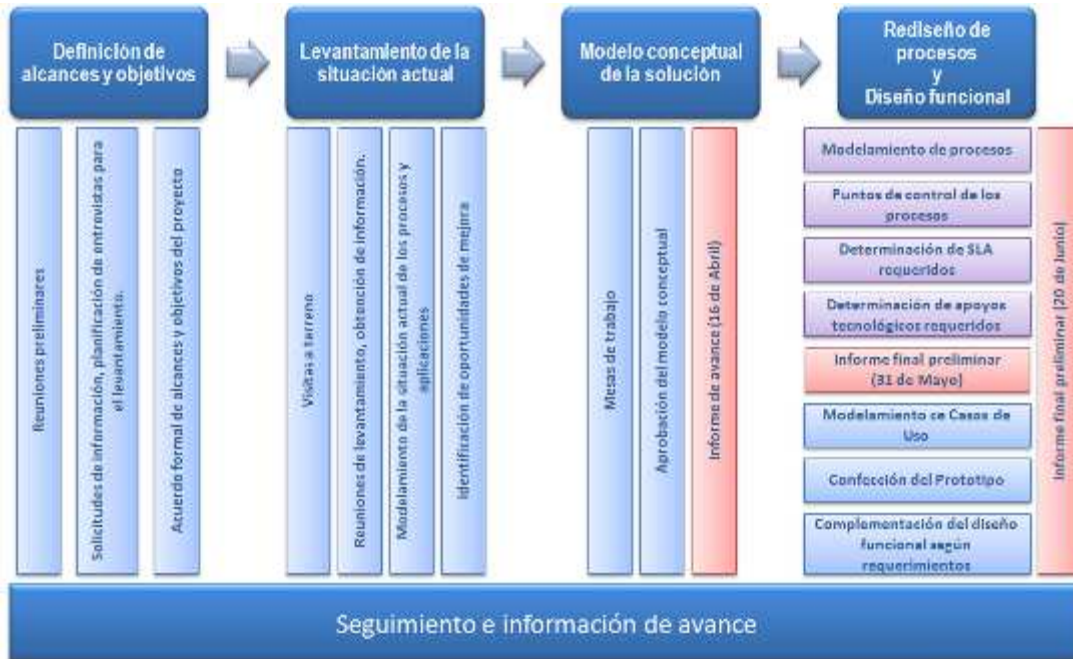 Definición de
alcances y objetivos
Levantamiento de la
situación actual
Modelo conceptual
de la solución
Rediseño de
procesos
y
Diseño funcional
Reuniones preliminares
Solicitudes de información, planificación de entrevistas para
el levantamiento.
Acuerdo formal de alcances y objetivos del proyecto
Visitas a terreno
Reuniones de levantamiento, obtención de información.
Modelamiento de la situación actual de los procesos y
aplicaciones
Identificación de oportunidades de mejora
Mesas de trabajo
Aprobación del modelo conceptual
Informe de avance (16 de Abril)
Modelamiento de procesos
Puntos de control de los
procesos
Determinación de SLA
requeridos
Determinación de apoyos
tecnológicos requeridos
Informe final preliminar
(31 de Mayo)
Modelamiento ce Casos de
Uso
Confección del Prototipo
Complementación del diseño
funcional según
requerimientos
Informe final preliminar (20 de Junio)
Seguimiento e información de avance